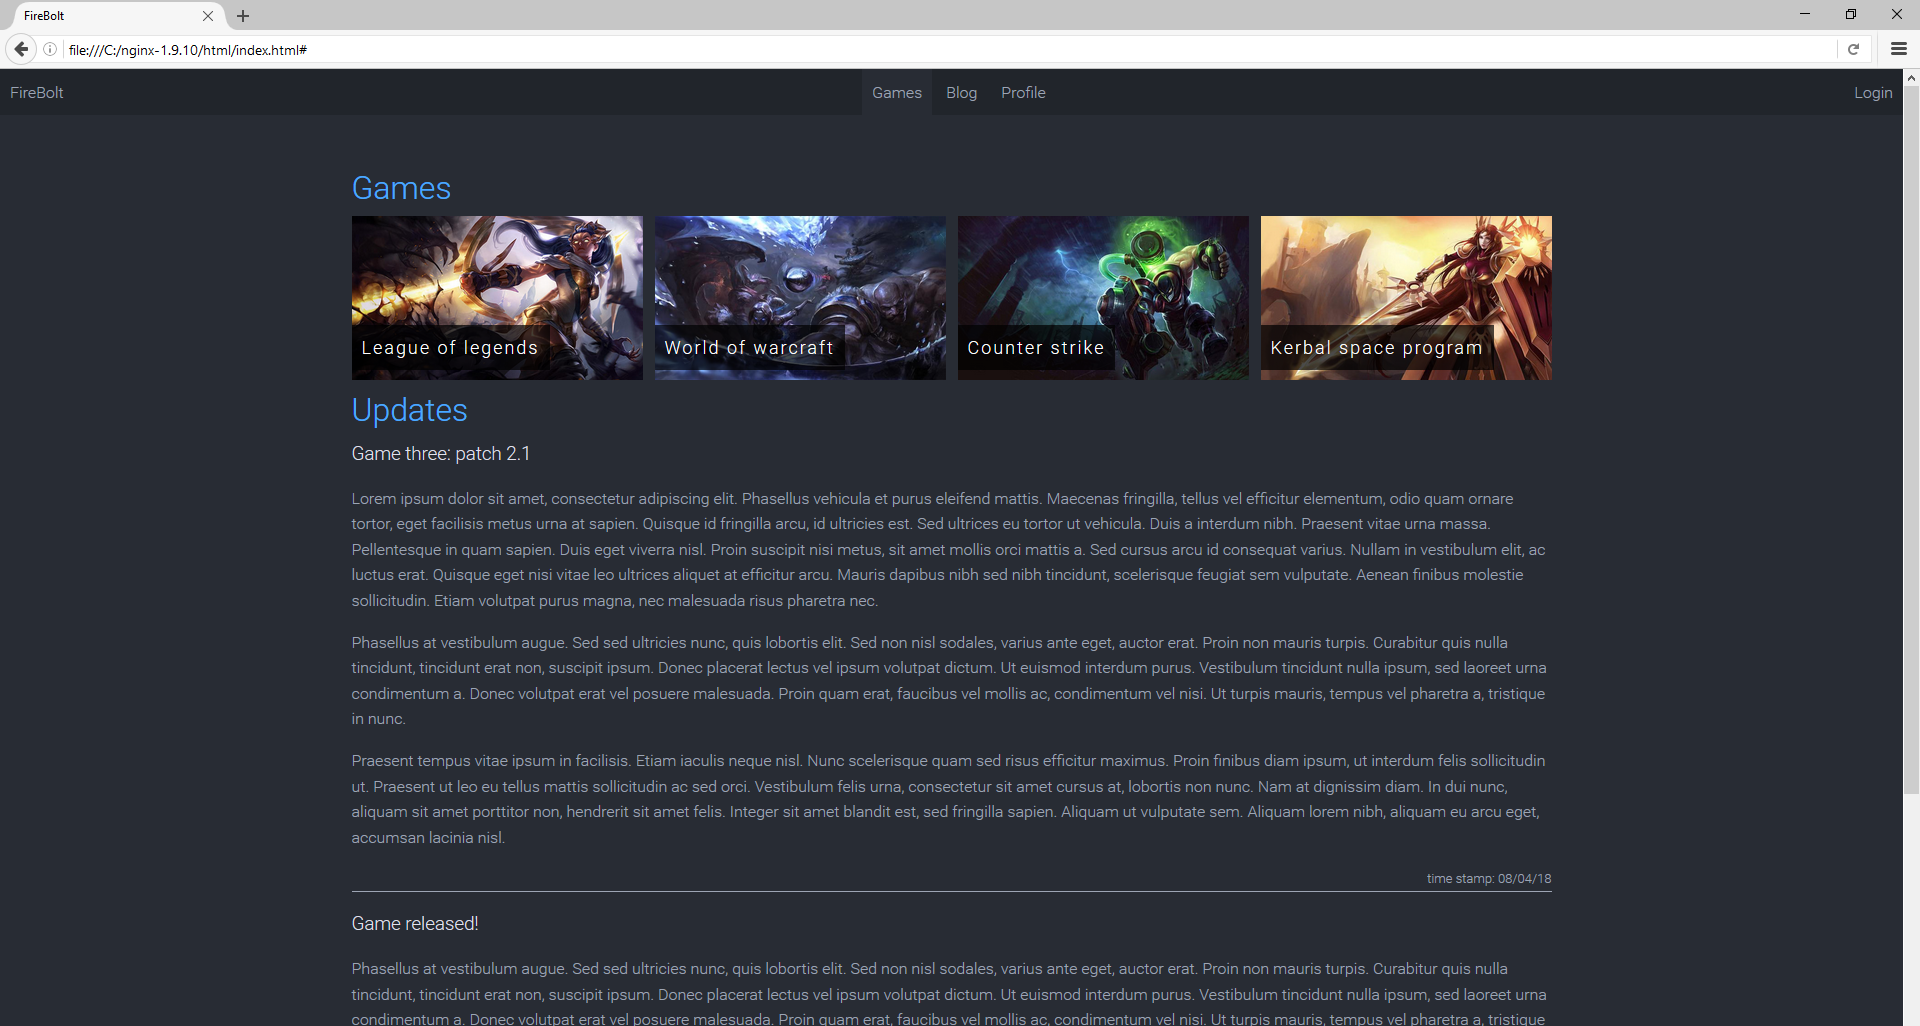 FireBolt
file:///C:/nginx-1.9.10/html/index.html#
FireBolt Games Blog Profile Login
Games
League of legends
World of warcraft
Counter strike
Kerbal space program
Updates
Game three: patch 2.1
Lorem ipsum dolor sit amet, consectetur adipiscing elit. Phasellus vehicula et purus eleifend mattis. Maecenas fringilla, tellus vel efficitur elementum, odio quam ornare
tortor, eget facilisis metus urna at sapien. Quisque id fringilla arcu, id ultricies est. Sed ultrices eu tortor ut vehicula. Duis a interdum nibh. Praesent vitae urna massa.
Pellentesque in quam sapien. Duis eget viverra nisl. Proin suscipit nisi metus, sit amet mollis orci mattis a. Sed cursus arcu id consequat varius. Nullam in vestibulum elit, ac
luctus erat. Quisque eget nisi vitae leo ultrices aliquet at efficitur arcu. Mauris dapibus nibh sed nibh tincidunt, scelerisque feugiat sem vulputate. Aenean finibus molestie
sollicitudin. Etiam volutpat purus magna, nec malesuada risus pharetra nec.
Phasellus at vestibulum augue. Sed sed ultricies nunc, quis lobortis elit. Sed non nisl sodales, varius ante eget, auctor erat. Proin non mauris turpis. Curabitur quis nulla
tincidunt, tincidunt erat non, suscipit ipsum. Donec placerat lectus vel ipsum volutpat dictum. Ut euismod interdum purus. Vestibulum tincidunt nulla ipsum, sed laoreet urna
condimentum a. Donec volutpat erat vel posuere malesuada. Proin quam erat, faucibus vel mollis ac, condimentum vel nisi. Ut turpis mauris, tempus vel pharetra a, tristique
in nunc.
Praesent tempus vitae ipsum in facilisis. Etiam iaculis neque nisl. Nunc scelerisque quam sed risus efficitur maximus. Proin finibus diam ipsum, ut interdum felis sollicitudin
ut. Praesent ut leo eu tellus mattis sollicitudin ac sed orci. Vestibulum felis urna, consectetur sit amet cursus at, lobortis non nunc. Nam at dignissim diam. In dui nunc,
aliquam sit amet porttitor non, hendrerit sit amet felis. Integer sit amet blandit est, sed fringilla sapien. Aliquam ut vulputate sem. Aliquam lorem nibh, aliquam eu arcu eget,
accumsan lacinia nisl.
time stamp: 08/04/18
Game released!
Phasellus at vestibulum augue. Sed sed ultricies nunc, quis lobortis elit. Sed non nisl sodales, varius ante eget, auctor erat. Proin non mauris turpis. Curabitur quis nulla
tincidunt, tincidunt erat non, suscipit ipsum. Donec placerat lectus vel ipsum volutpat dictum. Ut euismod interdum purus. Vestibulum tincidunt nulla ipsum, sed laoreet urna
condimentum a. Donec volutpat erat vel posuere malesuada. Proin quam erat, faucibus vel mollis ac, condimentum vel nisi. Ut turpis mauris, tempus vel pharetra a, tristique